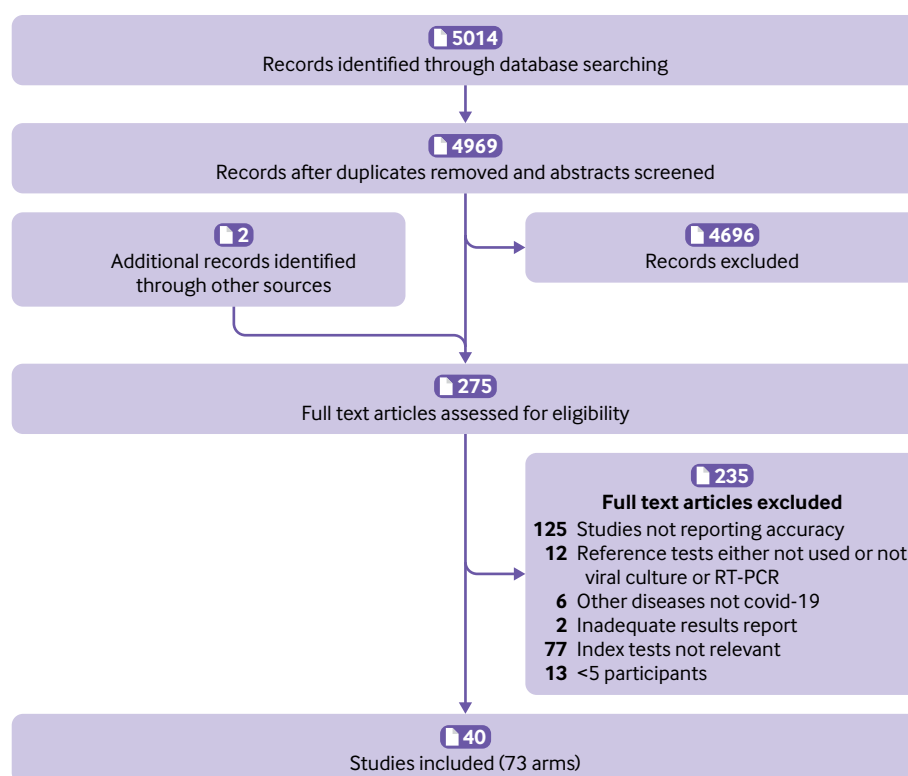 5014
Records identified through database searching
4969
Records after duplicates removed and abstracts screened
2
Additional records identified
through other sources
4696
Records excluded
275
Full text articles assessed for eligibility
235
Full text articles excluded
125 Studies not reporting accuracy
12 Reference tests either not used or not
viral culture or RT-PCR
6 Other diseases not covid-19
2 Inadequate results report
77 Index tests not relevant
13 <5 participants
40
Studies included (73 arms)